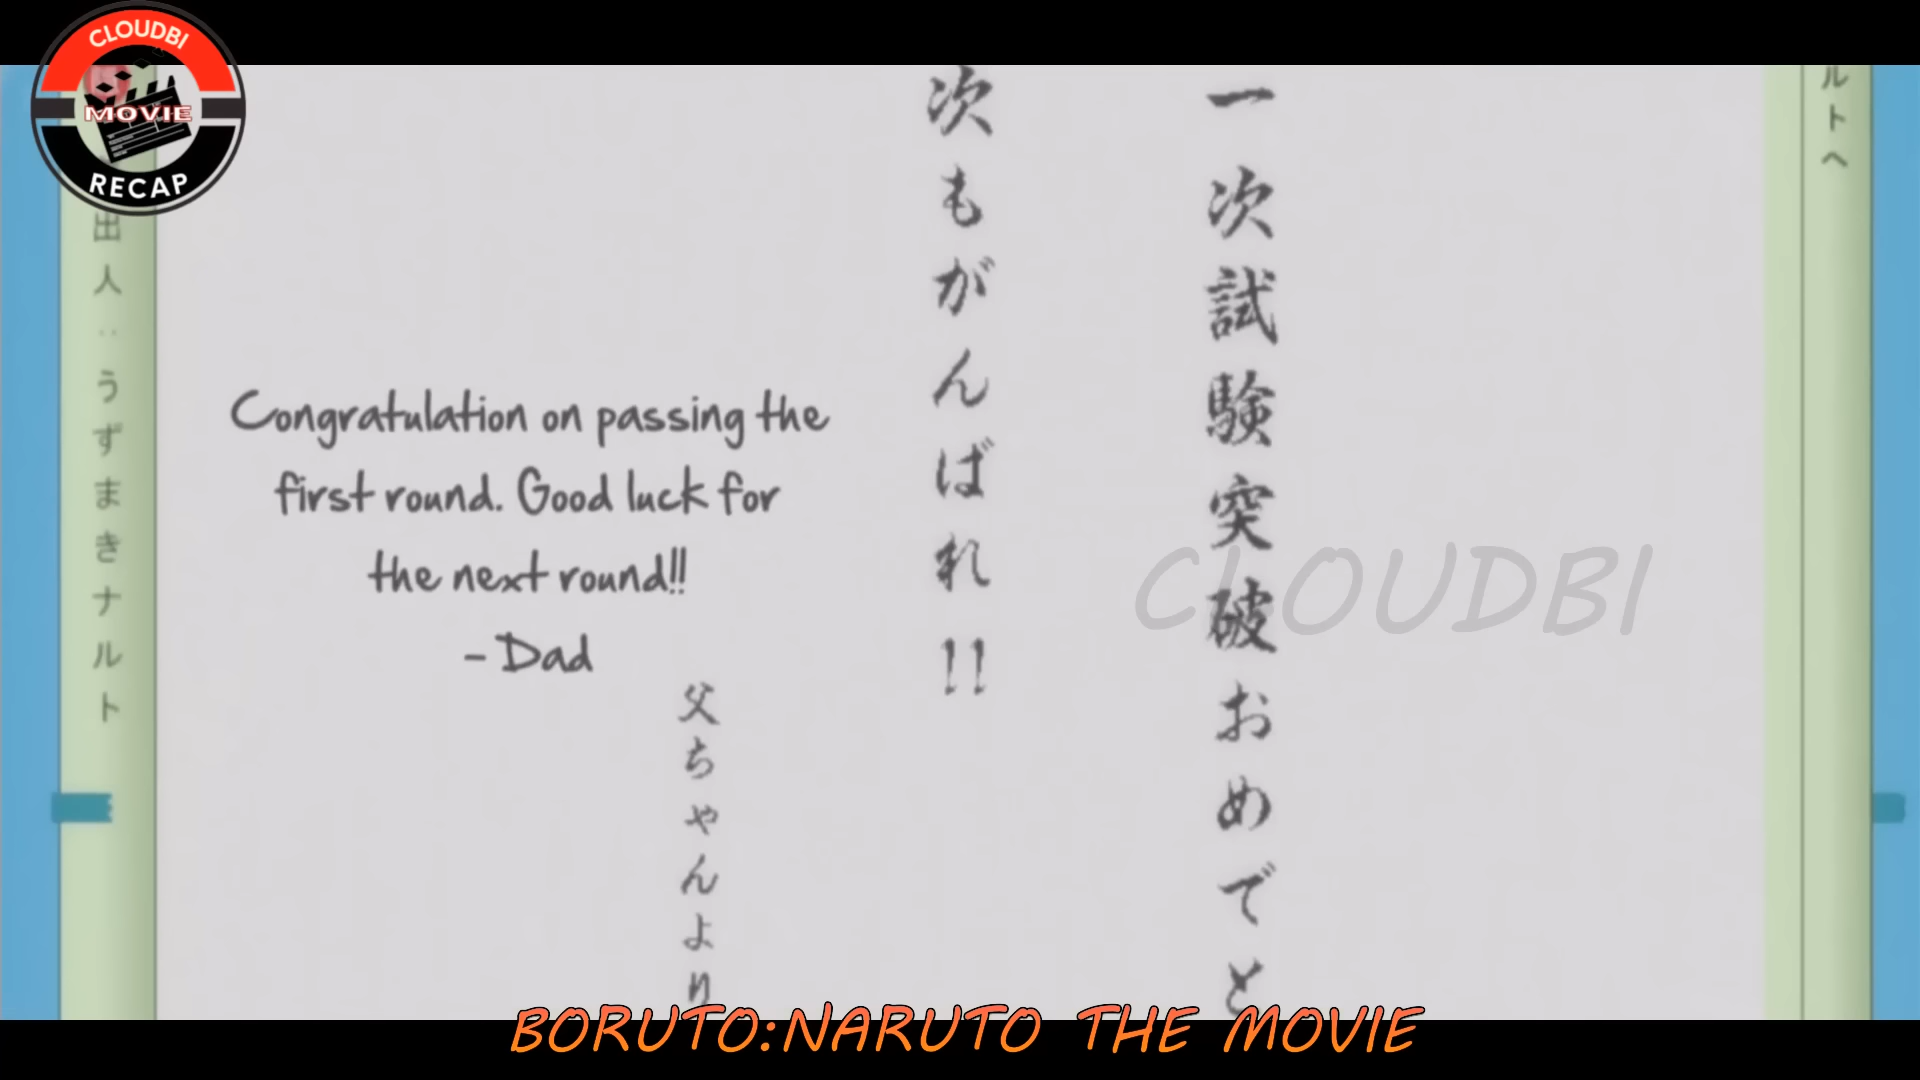 CLOUDBI
MOVIE
RECAP
ルトへ
一次試験突破おめでと
次もがんばれ!!
父ちゃんより
Congratulation on passing the
first round. Good luck for
the next round!!
- Dad
出人：うずまきナルト
CLOUDBI
BORUTO:NARUTO THE MOVIE